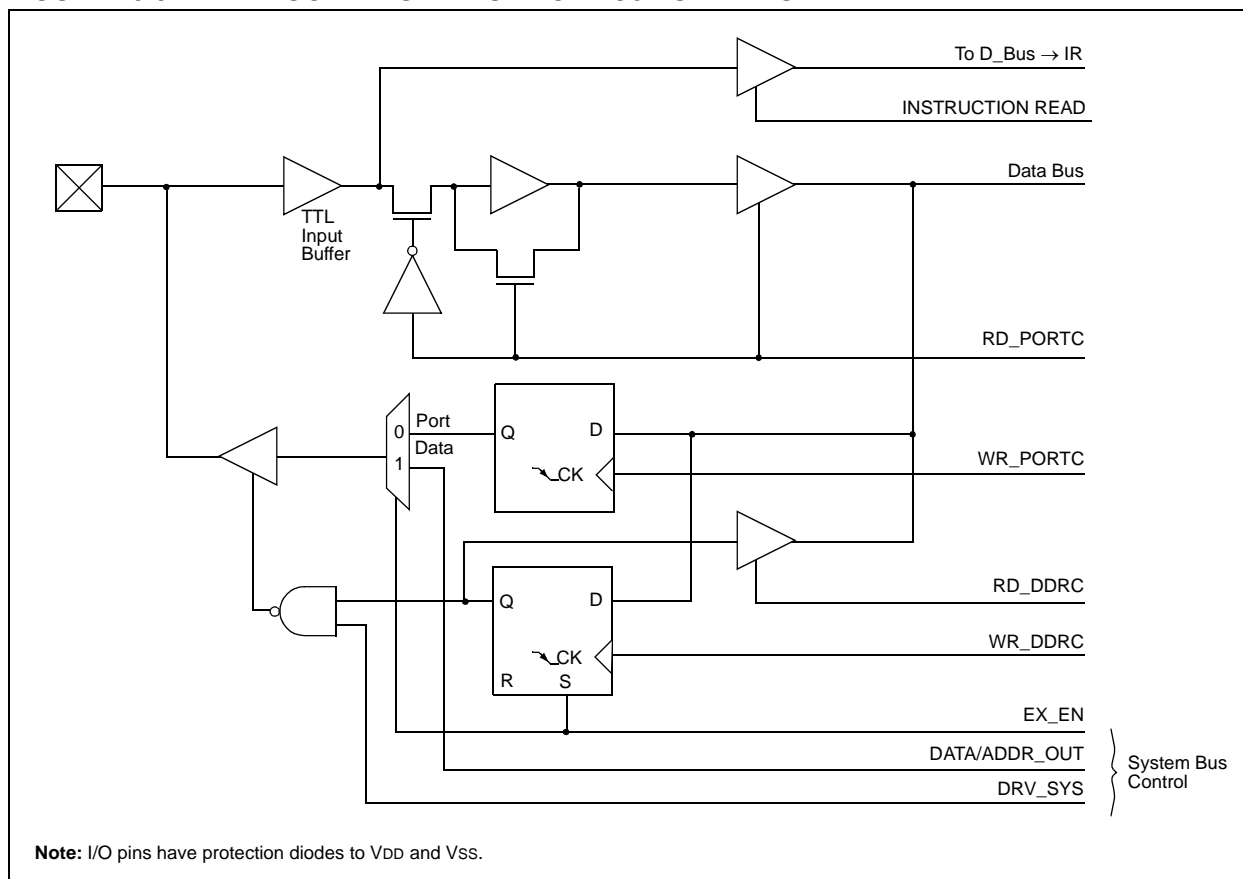 To D_Bus → IR
INSTRUCTION READ
Data Bus
TTL
Input
Buffer
RD_PORTC
Port
0
Data
1
Q
D
CK
WR_PORTC
Q
D
RD_DDRC
CK
WR_DDRC
R
S
EX_EN
DATA/ADDR_OUT
DRV_SYS
System Bus
Control
Note: I/O pins have protection diodes to VDD and VSS.